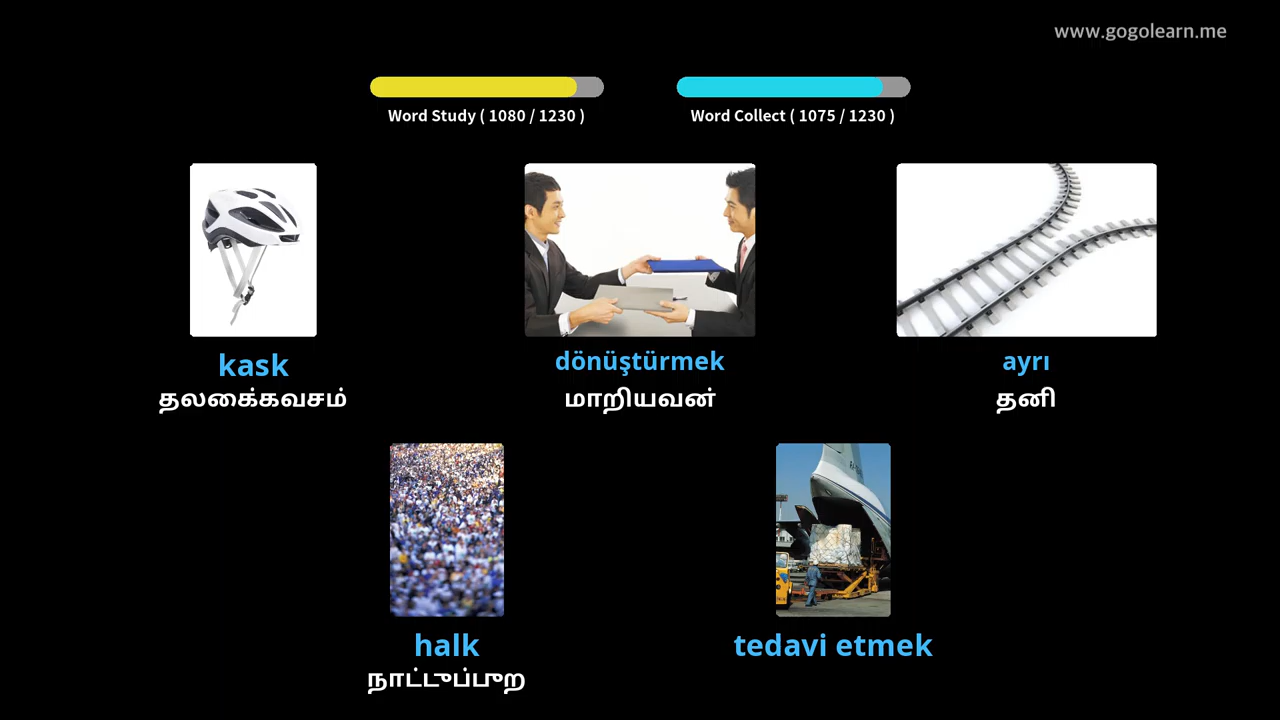 www.gogolearn.me
Word Study ( 1080 / 1230 )
Word Collect ( 1075 / 1230 )
kask
தலைக்கவசம்
dönüştürmek
மாறியவன்
ayrı
தனி
halk
நாட்டுப்புற
tedavi etmek